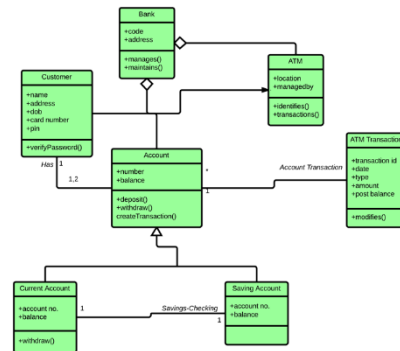 Bank
+code
+address
+manages()
+maintains()
ATM
+location
+managedby
+identifies()
+transactions()
Customer
+name
+address
+dob
+card number
+pin
+verifyPassword()
Has
1
1,2
Account
+number
+balance
+deposit()
+withdraw()
createTransaction()
*
1
Account Transaction
ATM Transactio
+transaction id
+date
+type
+amount
+post balance
+modifies()
Current Account
+account no.
+balance
+withdraw()
1
Savings-Checking
1
Saving Account
+account no.
+balance